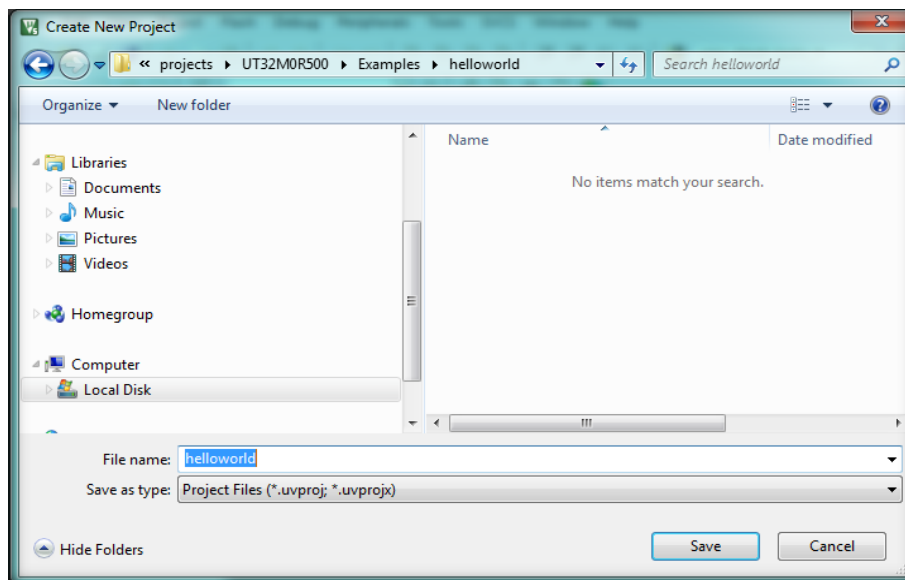 Create New Project
« projects UT32M0R500 Examples helloworld
Search helloworld
Organize
New folder
Name
Date modified
No items match your search.
Libraries
Documents
Music
Pictures
Videos
Homegroup
Computer
Local Disk
File name: helloworld
Save as type: Project Files (*.uvproj; *.uvprojx)
Hide Folders
Save
Cancel